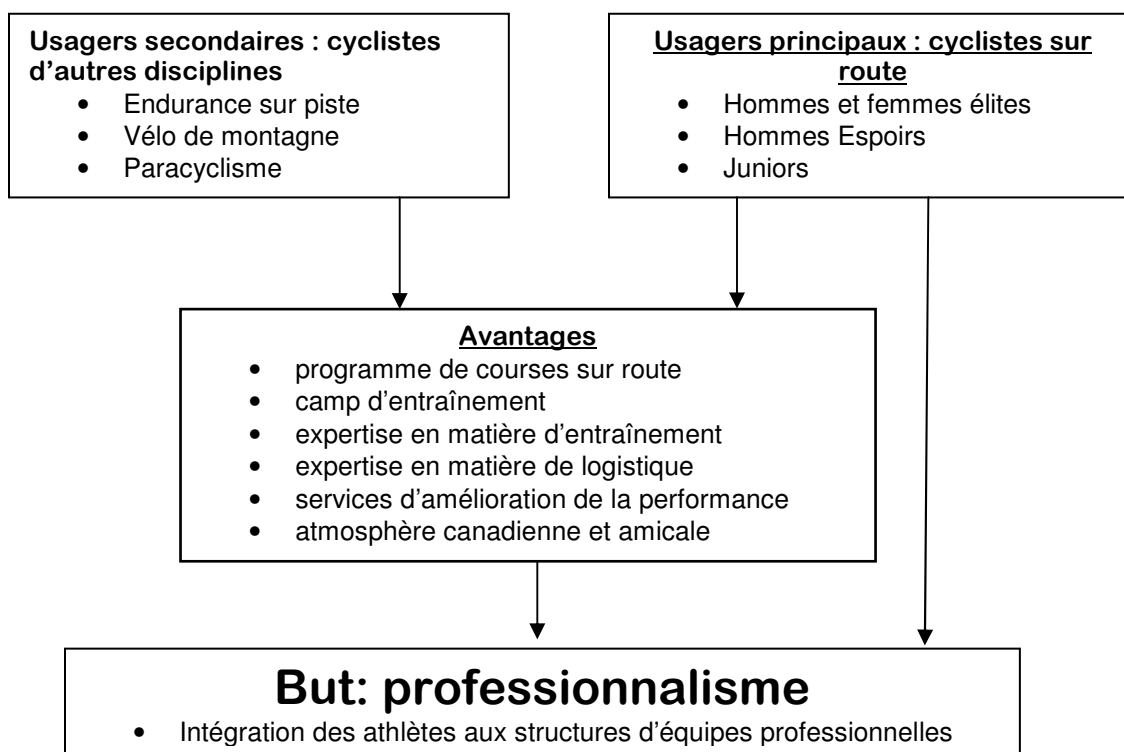 Usagers secondaires : cyclistes
d’autres disciplines
• Endurance sur piste
• Vélo de montagne
• Paracyclisme
Usagers principaux : cyclistes sur
route
• Hommes et femmes élites
• Hommes Espoirs
• Juniors
Avantages
• programme de courses sur route
• camp d’entraînement
• expertise en matière d’entraînement
• expertise en matière de logistique
• services d’amélioration de la performance
• atmosphère canadienne et amicale
But: professionnalisme
• Intégration des athlètes aux structures d’équipes professionnelles